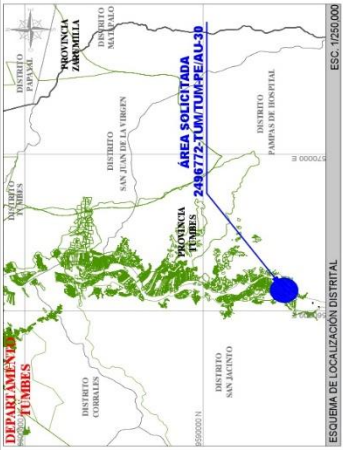 DEPARTAMENTO
TUMBES
DISTRITO
TUMBES
DISTRITO
PAPAYAL
PROVINCIA
ZARUMILLA
DISTRITO
MATAPALO
DISTRITO
CORRALES
DISTRITO
SAN JUAN DE LA VIRGEN
PROVINCIA
TUMBES
ÁREA SOLICITADA
2496772-TUM/TUM-PE/AU-30
DISTRITO
SAN JACINTO
DISTRITO
PAMPAS DE HOSPITAL
9590000 N
570000 E
ESQUEMA DE LOCALIZACIÓN DISTRITAL
ESC. 1/250,000